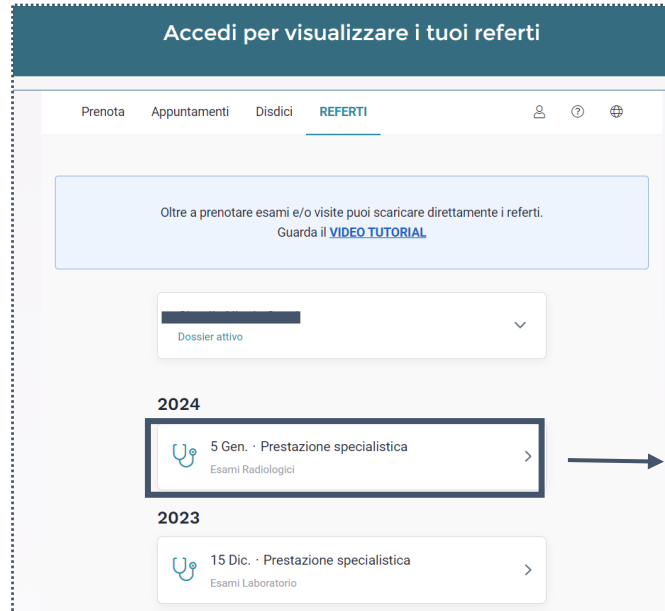 Accedi per visualizzare i tuoi referti
Prenota Appuntamenti Disdici REFERTI
Oltre a prenotare esami e/o visite puoi scaricare direttamente i referti.
Guarda il VIDEO TUTORIAL
Dossier attivo
2024
5 Gen. · Prestazione specialistica
Esami Radiologici
2023
15 Dic. · Prestazione specialistica
Esami Laboratorio